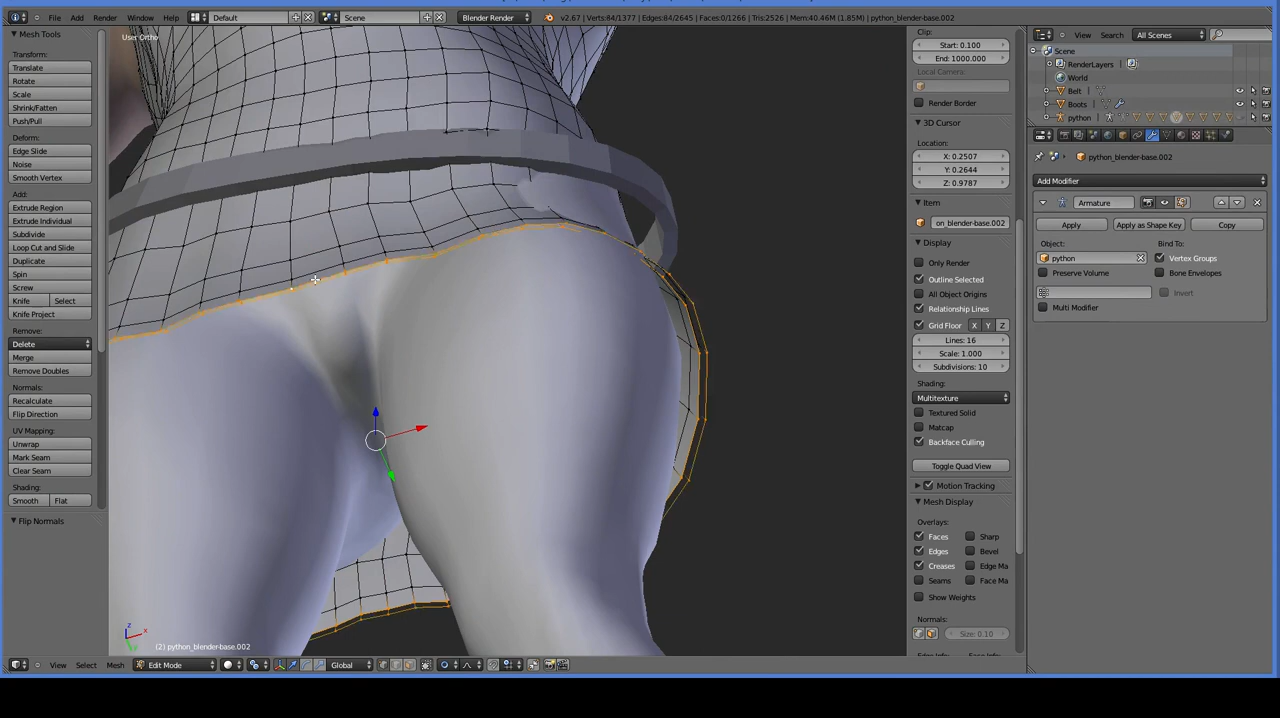 File Add Render Window Help Default Scene Blender Render v2.67 | Verts:84/1377 | Edges:84/2645 | Faces:0/1266 | Tris:2526 | Mem:40.46M (1.85M) | python_blender-base.002
Mesh Tools
Transform:
Translate
Rotate
Scale
Shrink/Fatten
Push/Pull
Deform:
Edge Slide
Noise
Smooth Vertex
Add:
Extrude Region
Extrude Individual
Subdivide
Loop Cut and Slide
Duplicate
Spin
Screw
Knife Select
Knife Project
Remove:
Delete
Merge
Remove Doubles
Normals:
Recalculate
Flip Direction
UV Mapping:
Unwrap
Mark Seam
Clear Seam
Shading:
Smooth Flat
Flip Normals
User Ortho
z
x
y
(2) python_blender-base.002
View Select Mesh Edit Mode Global
Clip:
Start: 0.100
End: 1000.000
Local Camera:
Render Border
3D Cursor
Location:
X: 0.2507
Y: 0.2644
Z: 0.9787
Item
on_blender-base.002
Display
Only Render
Outline Selected
All Object Origins
Relationship Lines
Grid Floor X Y Z
Lines: 16
Scale: 1.000
Subdivisions: 10
Shading:
Multitexture
Textured Solid
Matcap
Backface Culling
Toggle Quad View
Motion Tracking
Mesh Display
Overlays:
Faces Sharp
Edges Bevel
Creases Edge Ma
Seams Face Ma
Show Weights
Normals:
Size: 0.10
View Search All Scenes
Scene
RenderLayers
World
Belt
Boots
python
python_blender-base.002
Add Modifier
Armature
Apply Apply as Shape Key Copy
Object: Bind To:
python Vertex Groups
Preserve Volume Bone Envelopes
Invert
Multi Modifier